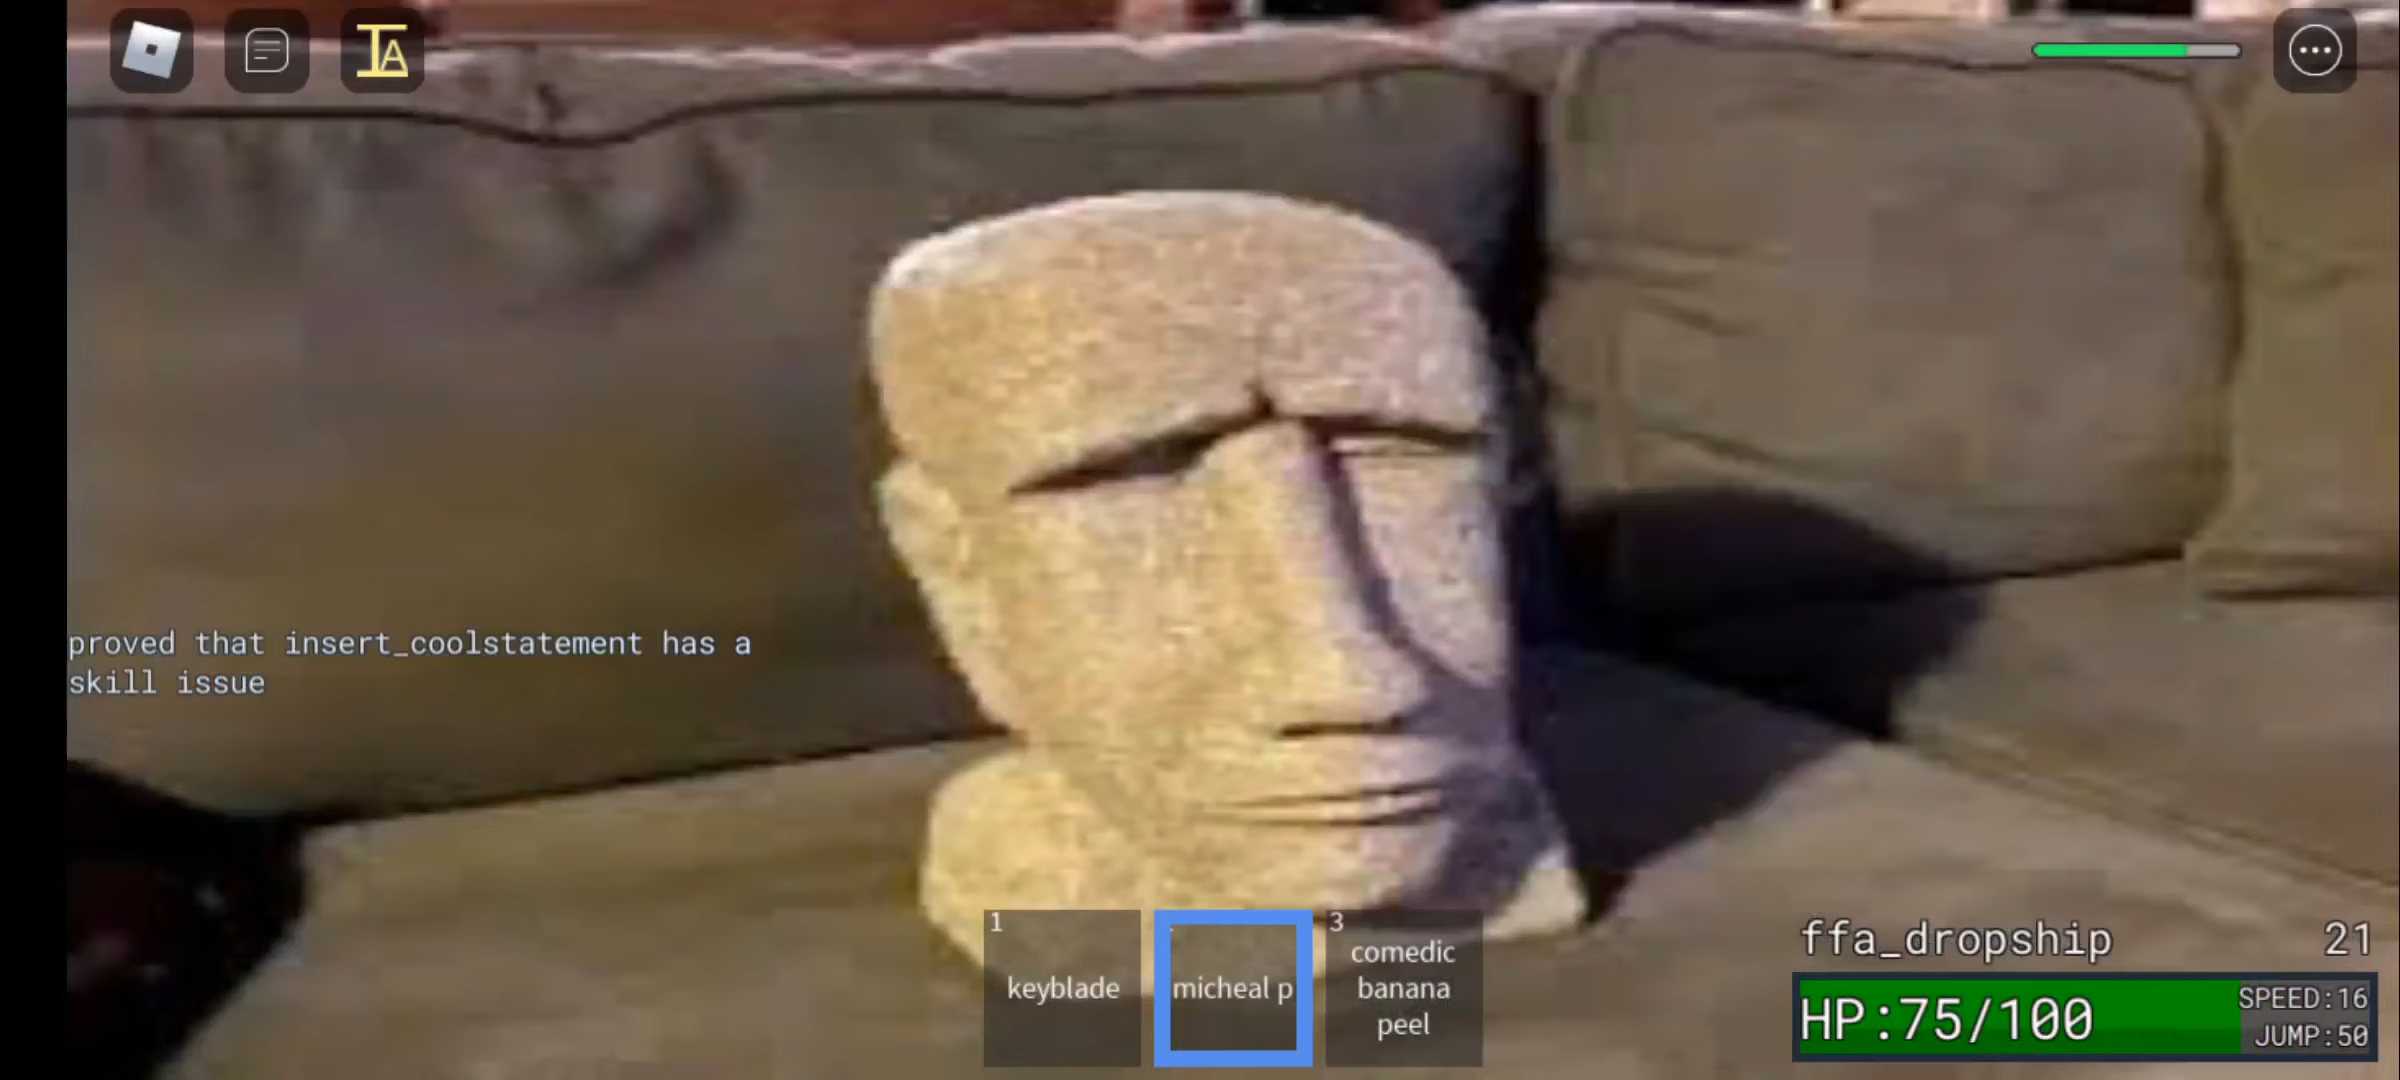 IA
proved that insert_coolstatement has a
skill issue
1
keyblade
micheal p
3
comedic
banana
peel
ffa_dropship 21
HP:75/100
SPEED:16
JUMP:50